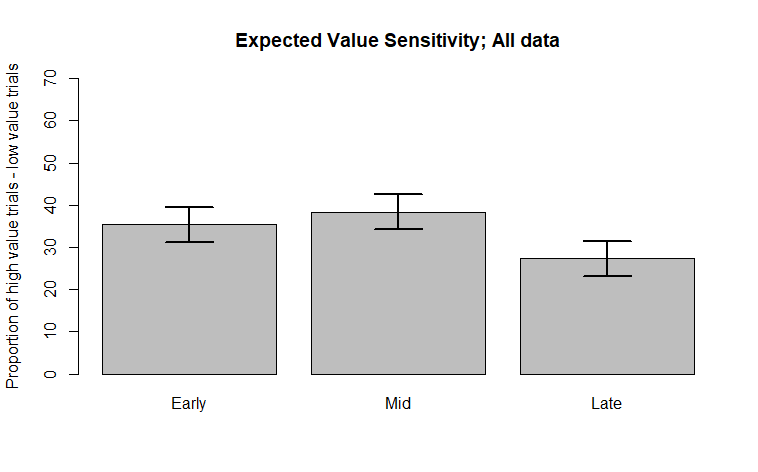 Expected Value Sensitivity; All data
Proportion of high value trials - low value trials
70
60
50
40
30
20
10
0
Early
Mid
Late